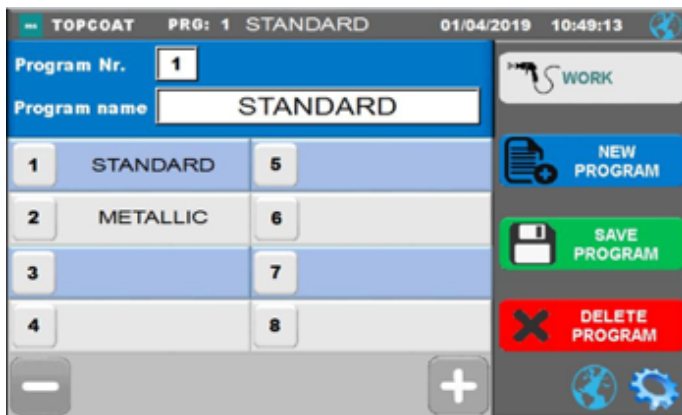 TOPCOAT PRG: 1 STANDARD 01/04/2019 10:49:13
Program Nr. 1
Program name STANDARD
WORK
NEW
PROGRAM
SAVE
PROGRAM
DELETE
PROGRAM
1 STANDARD 5
2 METALLIC 6
3 7
4 8